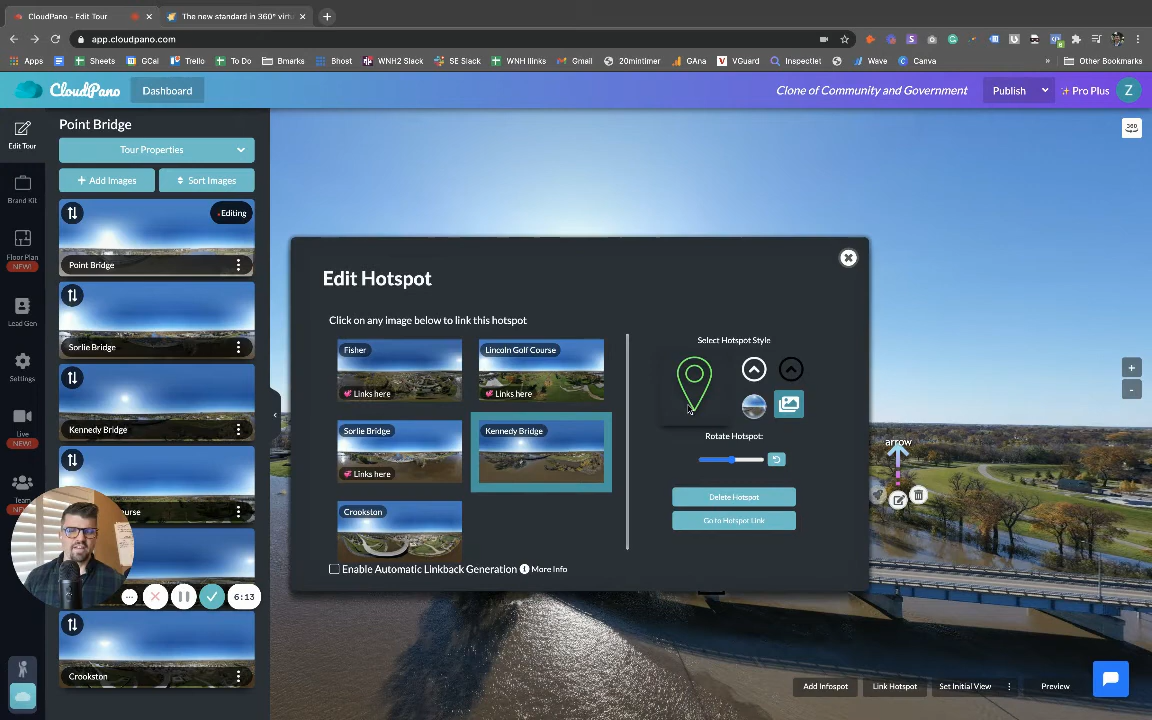 CloudPano - Edit Tour
The new standard in 360° virtu
app.cloudpano.com
Apps
Sheets
GCal
Trello
To Do
Bmarks
Bhost
WNH2 Slack
SE Slack
WNH llinks
Gmail
20mintimer
GAna
VGuard
Inspectlet
Wave
Canva
Other Bookmarks
CloudPano
Dashboard
Clone of Community and Government
Publish
Pro Plus
Z
Edit Tour
Brand Kit
Floor Plan
NEW!
Lead Gen
Settings
Live
NEW!
Team
Point Bridge
Tour Properties
+ Add Images
Sort Images
Editing
Point Bridge
Sorlie Bridge
Kennedy Bridge
Crookston
6:13
Edit Hotspot
Click on any image below to link this hotspot
Fisher
Links here
Lincoln Golf Course
Links here
Sorlie Bridge
Links here
Kennedy Bridge
Crookston
Enable Automatic Linkback Generation
More Info
Select Hotspot Style
Rotate Hotspot:
Delete Hotspot
Go to Hotspot Link
arrow
360
+
-
Add Infospot
Link Hotspot
Set Initial View
Preview